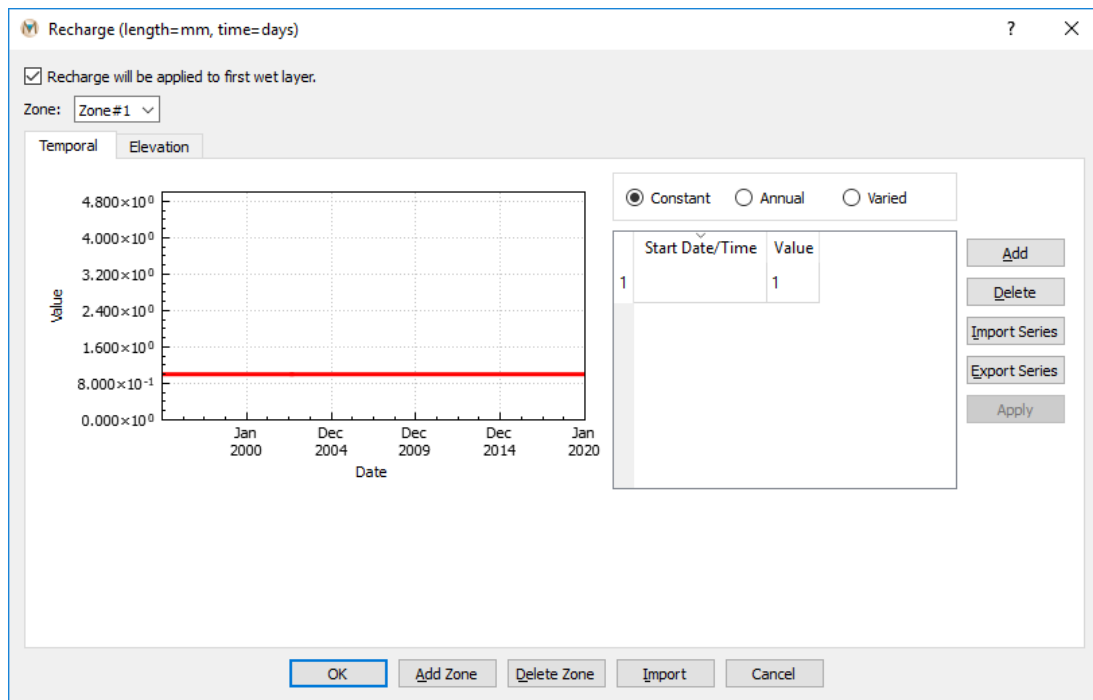 Recharge (length=mm, time=days)
?
Recharge will be applied to first wet layer.
Zone: Zone#1
Temporal Elevation
Constant Annual Varied
Start Date/Time Value
1 1
Add
Delete
Import Series
Export Series
Apply
4.800×10⁰
4.000×10⁰
3.200×10⁰
2.400×10⁰
1.600×10⁰
8.000×10⁻¹
0.000×10⁰
Value
Jan Dec Dec Dec Jan
2000 2004 2009 2014 2020
Date
OK Add Zone Delete Zone Import Cancel